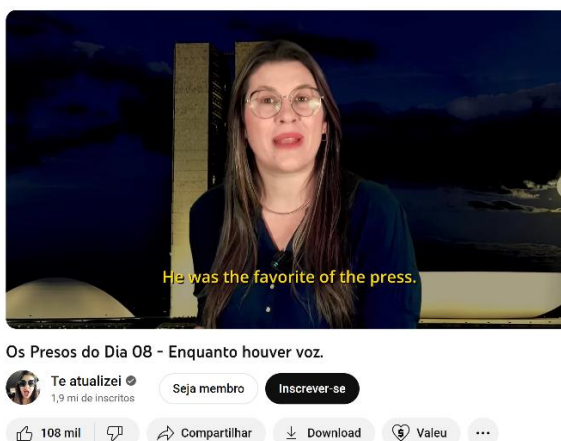 He was the favorite of the press.
Os Presos do Dia 08 - Enquanto houver voz.
Te atualizei
1,9 mi de inscritos
Seja membro
Inscrever-se
108 mil
Compartilhar
Download
Valeu